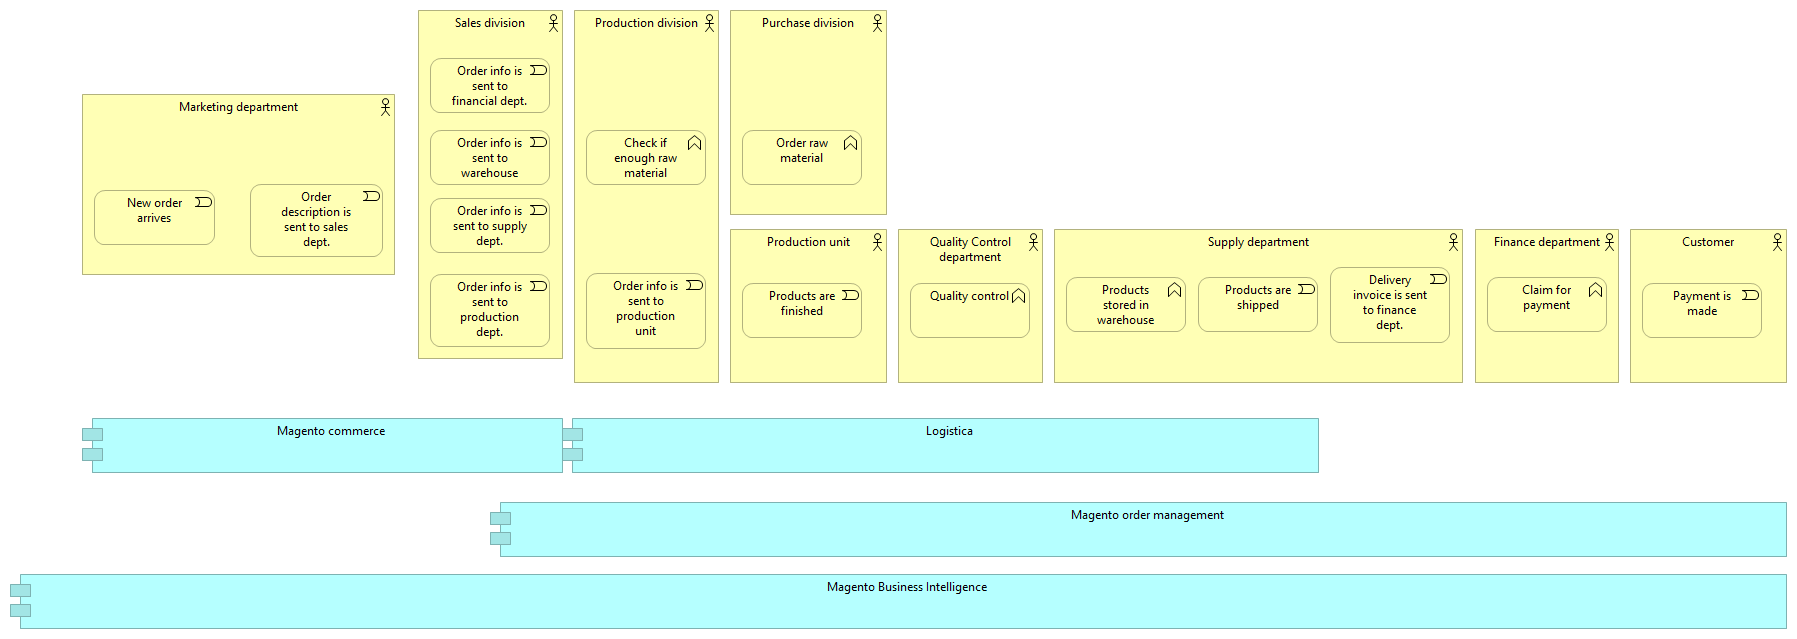 Sales division
Order info is
sent to
financial dept.
Order info is
sent to
warehouse
Order info is
sent to supply
dept.
Order info is
sent to
production
dept.
Production division
Check if
enough raw
material
Order info is
sent to
production
unit
Purchase division
Order raw
material
Marketing department
New order
arrives
Order
description is
sent to sales
dept.
Production unit
Products are
finished
Quality Control
department
Quality control
Supply department
Products
stored in
warehouse
Products are
shipped
Delivery
invoice is sent
to finance
dept.
Finance department
Claim for
payment
Customer
Payment is
made
Magento commerce
Logistica
Magento order management
Magento Business Intelligence